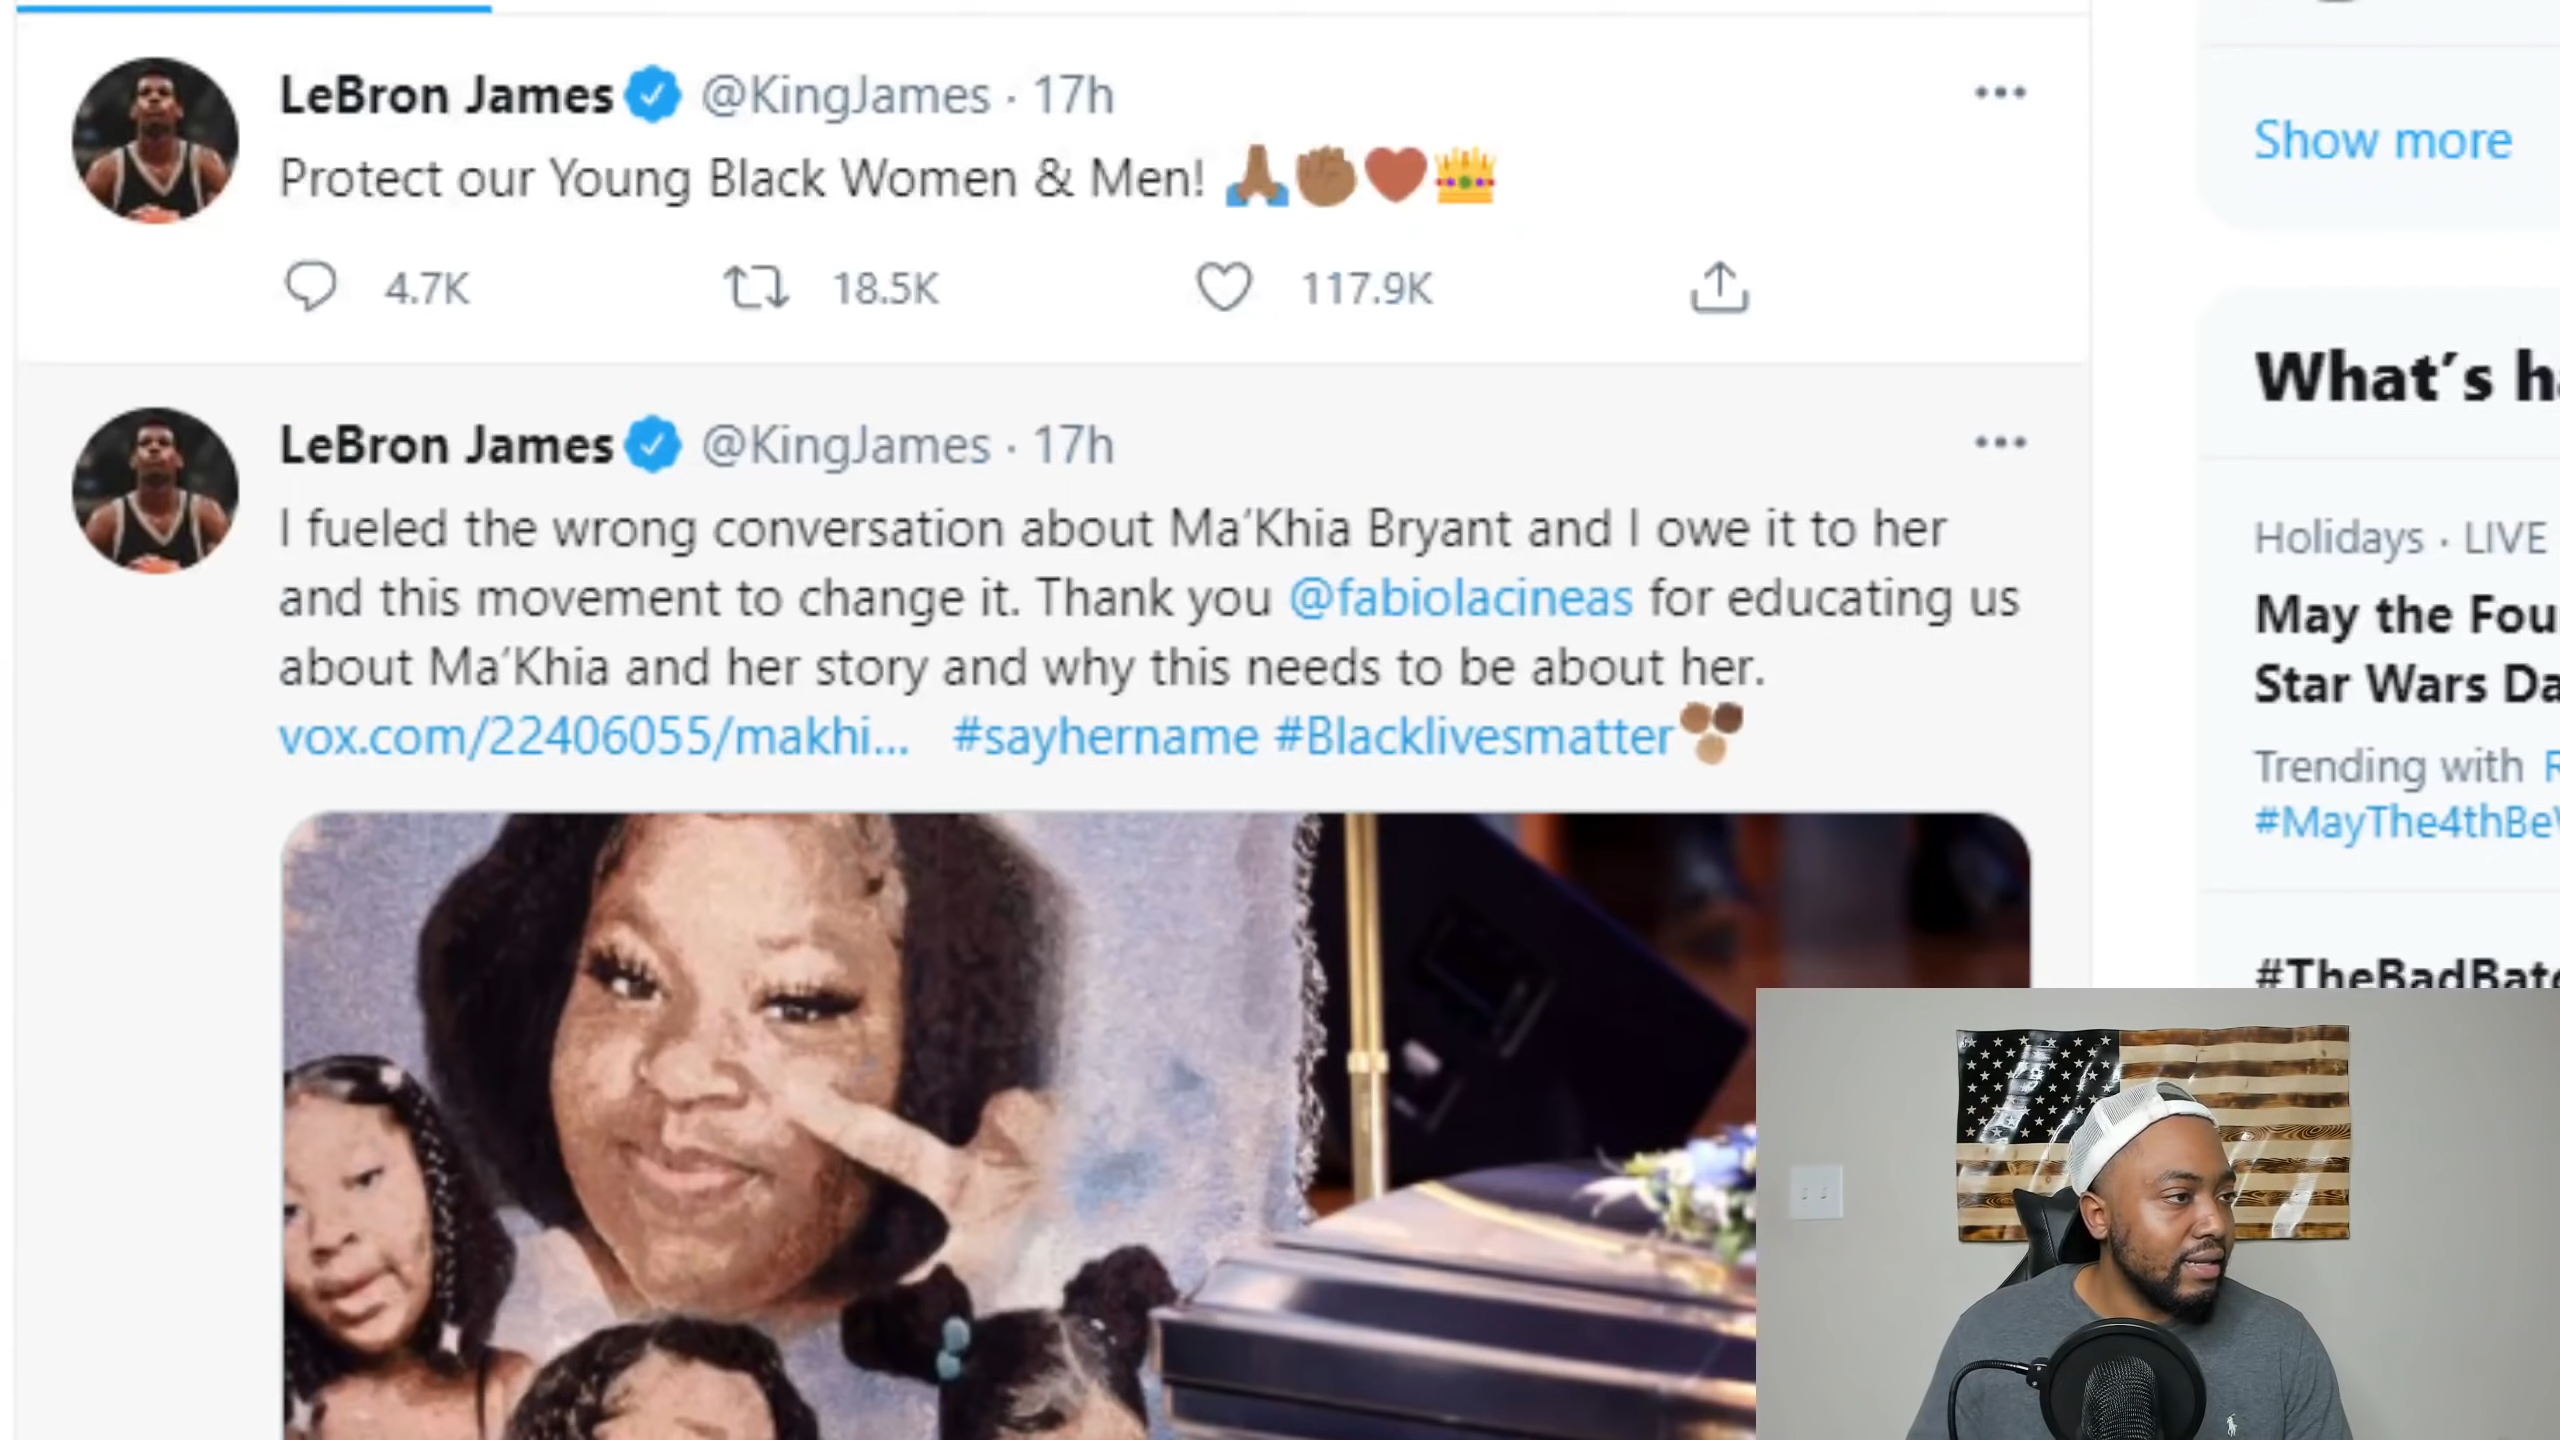 LeBron James @KingJames · 17h
Protect our Young Black Women & Men! 🙏🏾✊🏾🤎👑
4.7K 18.5K 117.9K
LeBron James @KingJames · 17h
I fueled the wrong conversation about Ma’Khia Bryant and I owe it to her
and this movement to change it. Thank you @fabiolacineas for educating us
about Ma’Khia and her story and why this needs to be about her.
vox.com/22406055/makhi... #sayhername #Blacklivesmatter
Show more
What’s
Holidays · LIVE
May the
Star Wars
Trending with